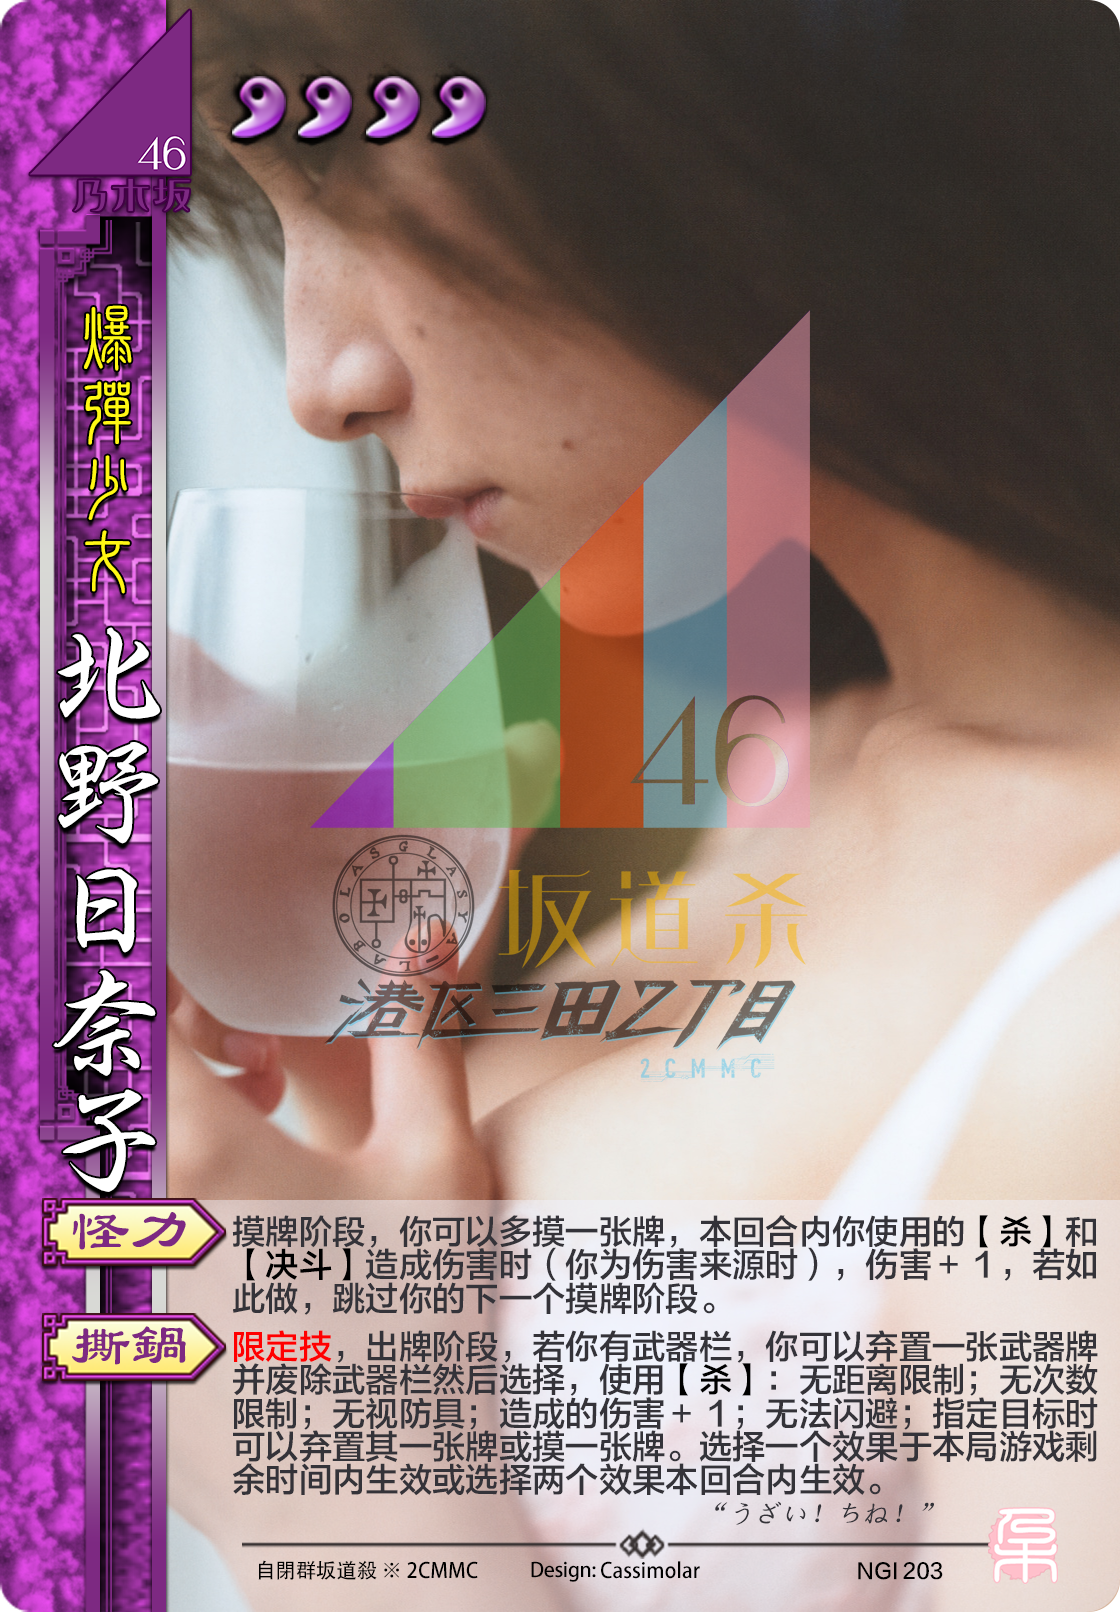 46
乃木坂
爆彈少女
北野日奈子
46
GLASYA-LABOLAS
坂道杀
港区三田乙丁目
2CMMC
怪力
摸牌阶段，你可以多摸一张牌，本回合内你使用的【杀】和
【决斗】造成伤害时（你为伤害来源时），伤害＋1，若如
此做，跳过你的下一个摸牌阶段。
撕鍋
限定技，出牌阶段，若你有武器栏，你可以弃置一张武器牌
并废除武器栏然后选择，使用【杀】：无距离限制；无次数
限制；无视防具；造成的伤害＋1；无法闪避；指定目标时
可以弃置其一张牌或摸一张牌。选择一个效果于本局游戏剩
余时间内生效或选择两个效果本回合内生效。
“うざい！ちね！”
自閉群坂道殺 ※ 2CMMC
Design: Cassimolar
NGI 203